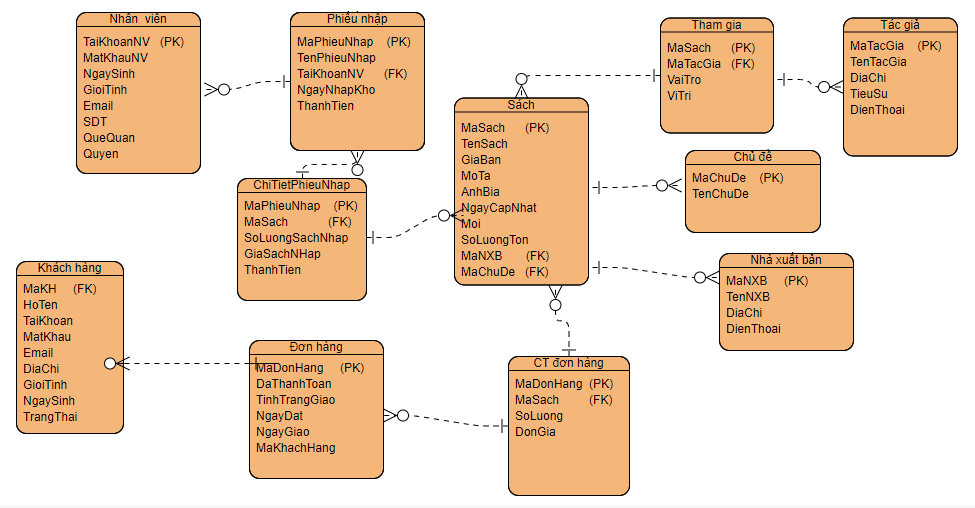 Nhân viên
TaiKhoanNV (PK)
MatKhauNV
NgaySinh
GioiTinh
Email
SDT
QueQuan
Quyen
Phiếu nhập
MaPhieuNhap (PK)
TenPhieuNhap
TaiKhoanNV (FK)
NgayNhapKho
ThanhTien
Tham gia
MaSach (PK)
MaTacGia (FK)
VaiTro
ViTri
Tác giả
MaTacGia (PK)
TenTacGia
DiaChi
TieuSu
DienThoai
Sách
MaSach (PK)
TenSach
GiaBan
MoTa
AnhBia
NgayCapNhat
Moi
SoLuongTon
MaNXB (FK)
MaChuDe (FK)
Chủ đề
MaChuDe (PK)
TenChuDe
ChiTietPhieuNhap
MaPhieuNhap (PK)
MaSach (FK)
SoLuongSachNhap
GiaSachNHap
ThanhTien
Nhà xuất bản
MaNXB (PK)
TenNXB
DiaChi
DienThoai
Khách hàng
MaKH (FK)
HoTen
TaiKhoan
MatKhau
Email
DiaChi
GioiTinh
NgaySinh
TrangThai
Đơn hàng
MaDonHang (PK)
DaThanhToan
TinhTrangGiao
NgayDat
NgayGiao
MaKhachHang
CT đơn hàng
MaDonHang (PK)
MaSach (FK)
SoLuong
DonGia